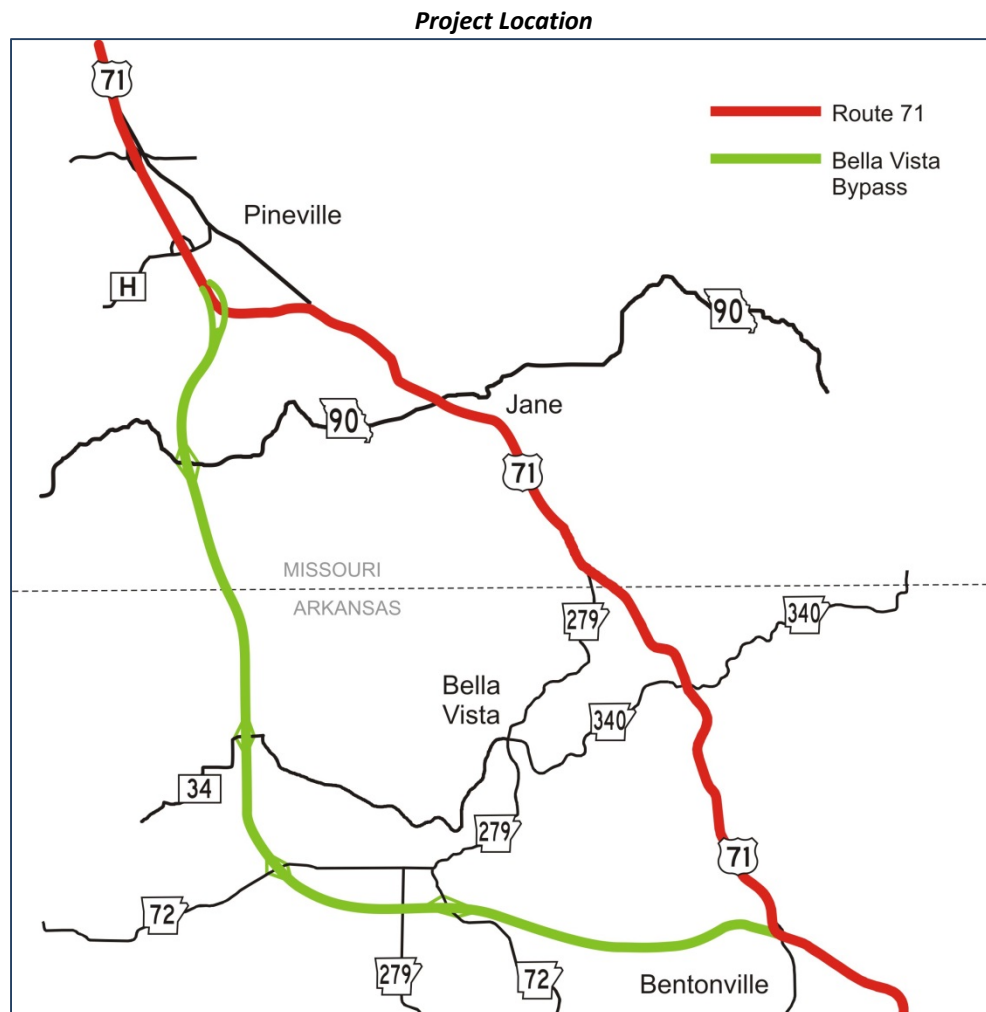 Project Location
71
Route 71
Bella Vista
Bypass
Pineville
H
90
90
Jane
71
MISSOURI
ARKANSAS
279
340
Bella
Vista
340
34
279
71
72
279
72
Bentonville